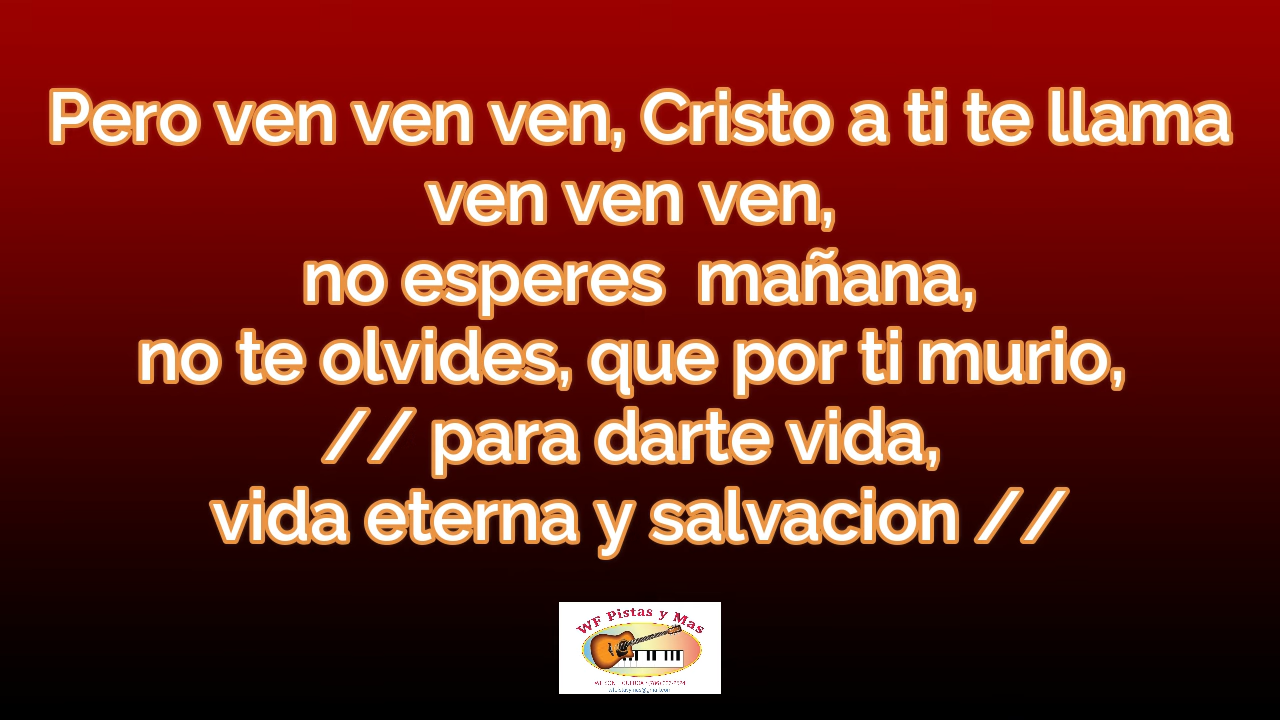 Pero ven ven ven, Cristo a ti te llama
ven ven ven,
no esperes  mañana,
no te olvides, que por ti murio,
// para darte vida,
vida eterna y salvacion //
WF Pistas y Mas